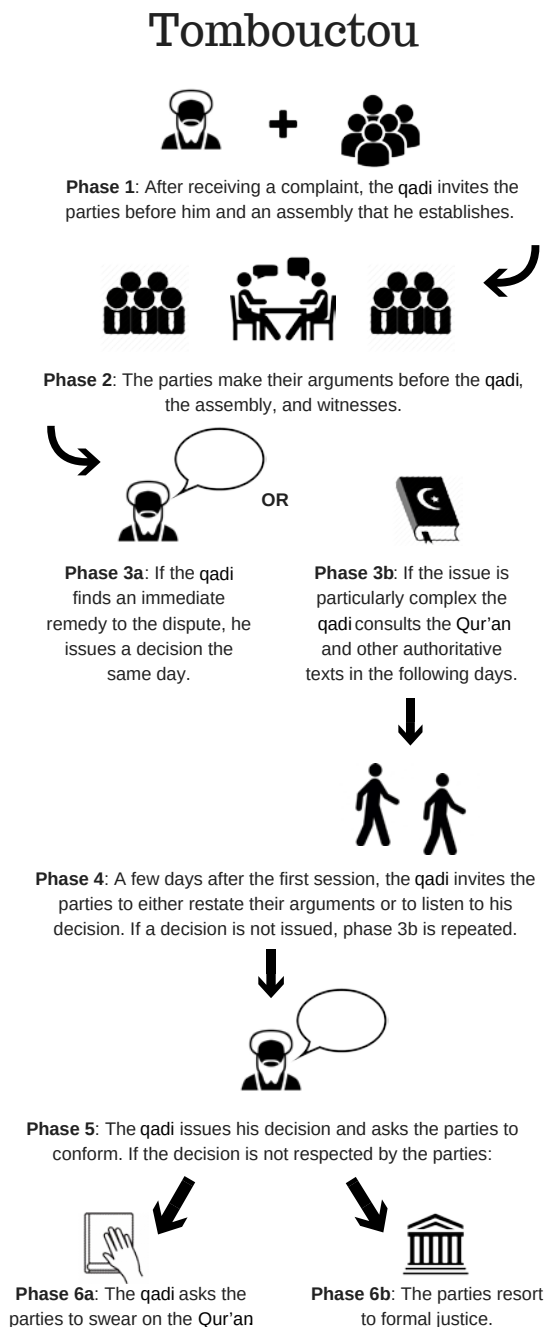 Tombouctou
Phase 1: After receiving a complaint, the qadi invites the
parties before him and an assembly that he establishes.
Phase 2: The parties make their arguments before the qadi,
the assembly, and witnesses.
OR
Phase 3a: If the qadi
finds an immediate
remedy to the dispute, he
issues a decision the
same day.
Phase 3b: If the issue is
particularly complex the
qadi consults the Qur’an
and other authoritative
texts in the following days.
Phase 4: A few days after the first session, the qadi invites the
parties to either restate their arguments or to listen to his
decision. If a decision is not issued, phase 3b is repeated.
Phase 5: The qadi issues his decision and asks the parties to
conform. If the decision is not respected by the parties:
Phase 6a: The qadi asks the
parties to swear on the Qur’an
Phase 6b: The parties resort
to formal justice.